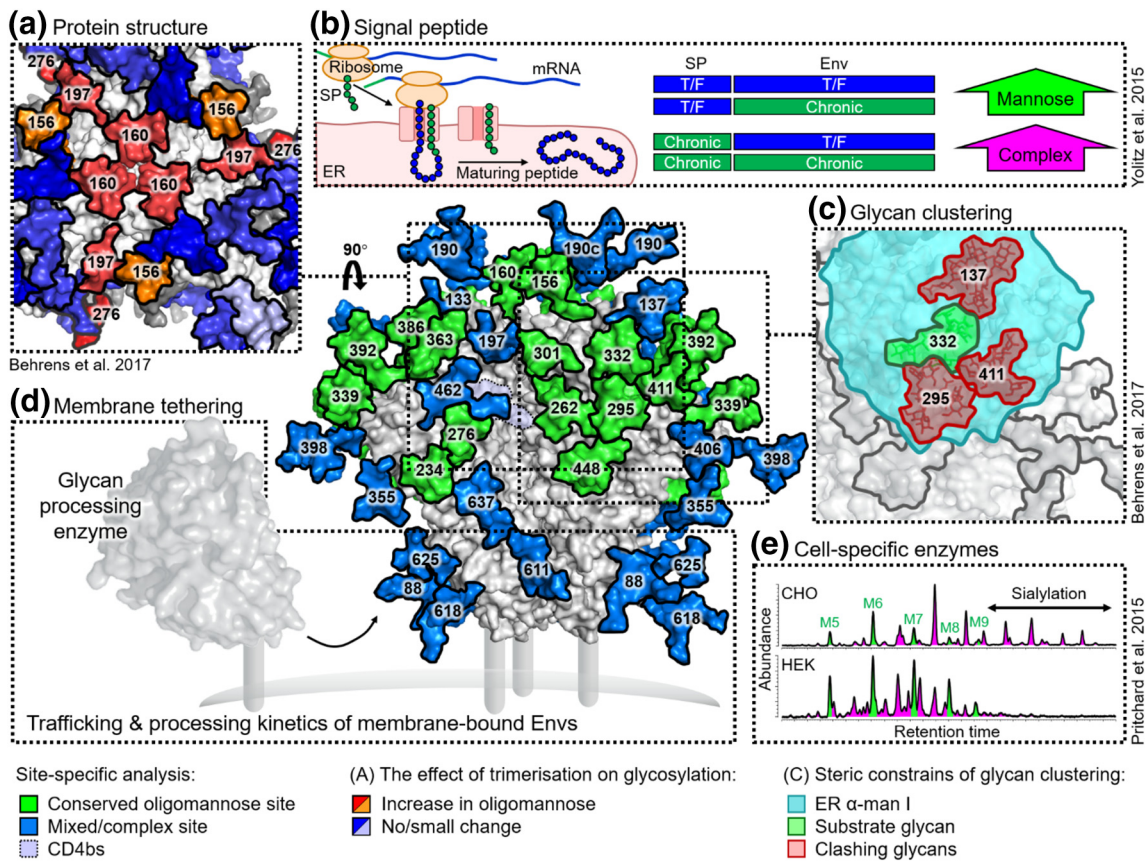 (a) Protein structure
276
197
156
156
160
197
276
160
160
197
156
276
Behrens et al. 2017
(b) Signal peptide
Ribosome
mRNA
SP
ER
Maturing peptide
SP
Env
T/F
T/F
T/F
Chronic
Chronic
T/F
Chronic
Chronic
Mannose
Complex
Yolitz et al. 2015
90°
190
190c
190
160
156
133
137
386
363
197
392
301
332
392
462
411
339
262
295
339
276
398
234
448
406
398
355
637
355
625
611
625
88
88
618
618
(c) Glycan clustering
137
332
411
295
Behrens et al. 2017
(d) Membrane tethering
Glycan
processing
enzyme
Trafficking & processing kinetics of membrane-bound Envs
(e) Cell-specific enzymes
CHO
M5
M6
M7
M8
M9
Sialylation
HEK
Abundance
Retention time
Pritchard et al. 2015
Site-specific analysis:
Conserved oligomannose site
Mixed/complex site
CD4bs
(A) The effect of trimerisation on glycosylation:
Increase in oligomannose
No/small change
(C) Steric constrains of glycan clustering:
ER α-man I
Substrate glycan
Clashing glycans